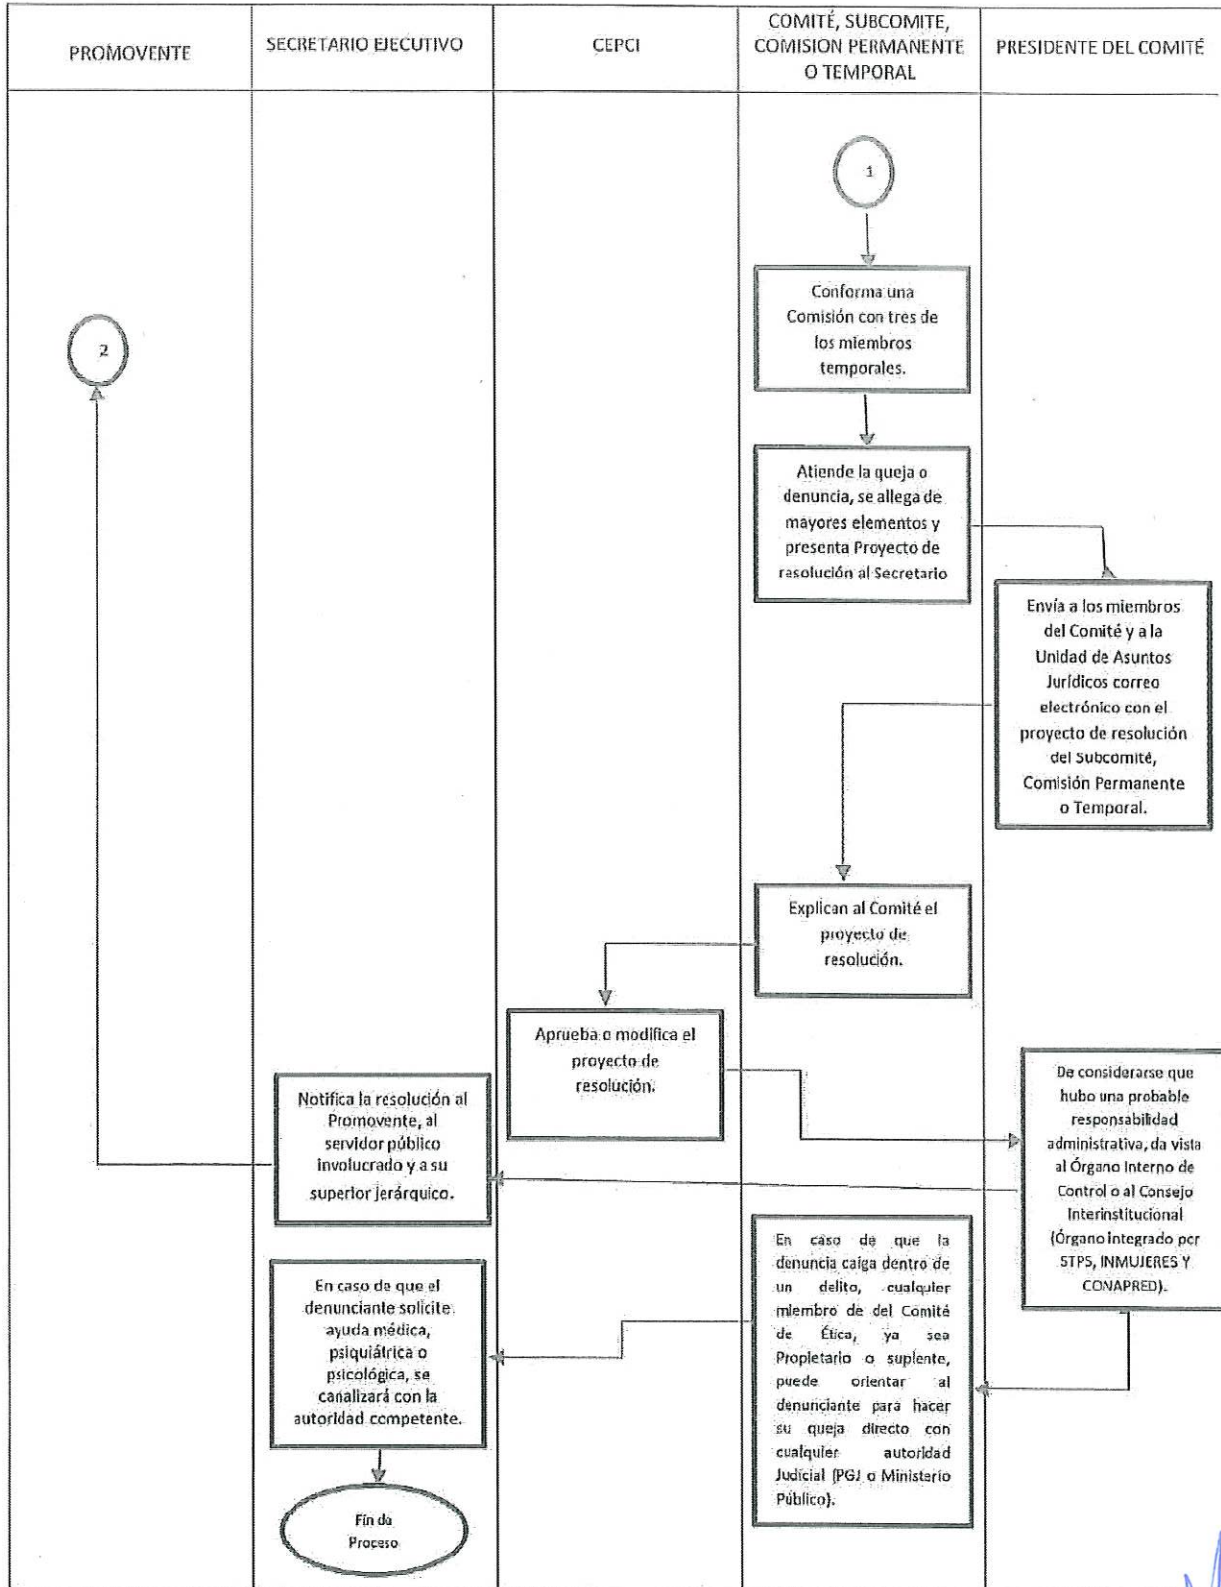 PROMOVENTE
SECRETARIO EJECUTIVO
CEPCI
COMITÉ, SUBCOMITE,
COMISION PERMANENTE
O TEMPORAL
PRESIDENTE DEL COMITÉ
1
Conforma una
Comisión con tres de
los miembros
temporales.
2
Atiende la queja o
denuncia, se allega de
mayores elementos y
presenta Proyecto de
resolución al Secretario
Envía a los miembros
del Comité y a la
Unidad de Asuntos
Jurídicos correo
electrónico con el
proyecto de resolución
del Subcomité,
Comisión Permanente
o Temporal.
Explican al Comité el
proyecto de
resolución.
Aprueba o modifica el
proyecto de
resolución.
De considerarse que
hubo una probable
responsabilidad
administrativa, da vista
al Órgano Interno de
Control o al Consejo
Interinstitucional
(Órgano integrado por
STPS, INMUJERES Y
CONAPRED).
Notifica la resolución al
Promovente, al
servidor público
involucrado y a su
superior jerárquico.
En caso de que la
denuncia caiga dentro de
un delito, cualquier
miembro de del Comité
de Ética, ya sea
Propietario o suplente,
puede orientar al
denunciante para hacer
su queja directo con
cualquier autoridad
Judicial (PGJ o Ministerio
Público).
En caso de que el
denunciante solicite
ayuda médica,
psiquiátrica o
psicológica, se
canalizará con la
autoridad competente.
Fin de
Proceso